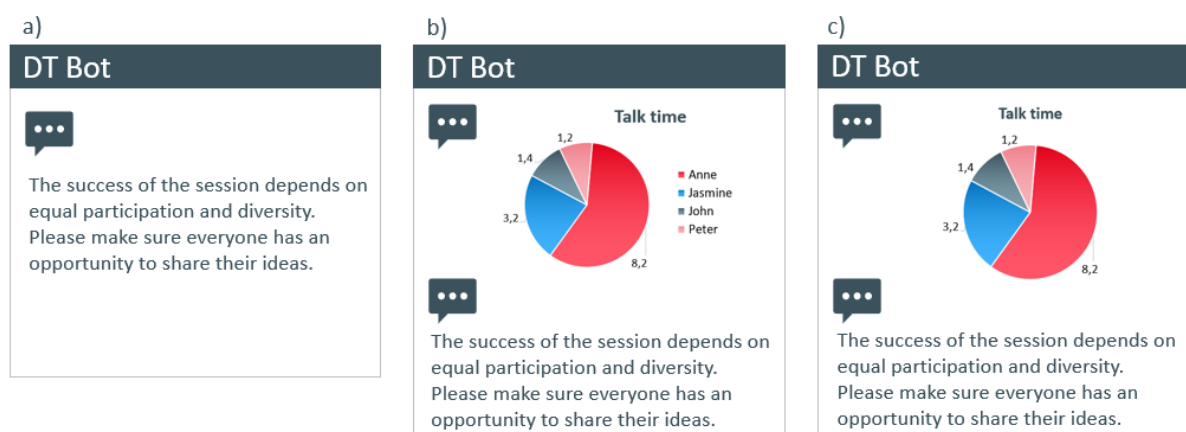 a)
DT Bot
The success of the session depends on
equal participation and diversity.
Please make sure everyone has an
opportunity to share their ideas.
b)
DT Bot
Talk time
1,2
1,4
3,2
8,2
Anne
Jasmine
John
Peter
The success of the session depends on
equal participation and diversity.
Please make sure everyone has an
opportunity to share their ideas.
c)
DT Bot
Talk time
1,2
1,4
3,2
8,2
The success of the session depends on
equal participation and diversity.
Please make sure everyone has an
opportunity to share their ideas.